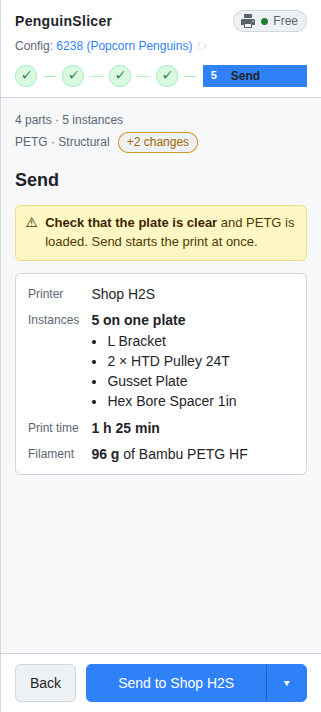 PenguinSlicer
Free
Config: 6238 (Popcorn Penguins)
✓ ✓ ✓ ✓ 5 Send
4 parts · 5 instances
PETG · Structural +2 changes
Send
⚠ Check that the plate is clear and PETG is
loaded. Send starts the print at once.
Printer Shop H2S
Instances 5 on one plate
• L Bracket
• 2 × HTD Pulley 24T
• Gusset Plate
• Hex Bore Spacer 1in
Print time 1 h 25 min
Filament 96 g of Bambu PETG HF
Back Send to Shop H2S ▼